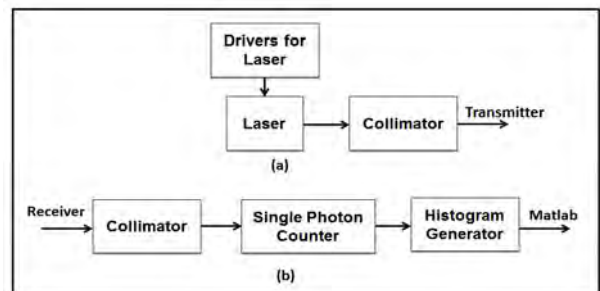 Drivers for
Laser
Laser
Collimator
Transmitter
(a)
Receiver
Collimator
Single Photon
Counter
Histogram
Generator
Matlab
(b)